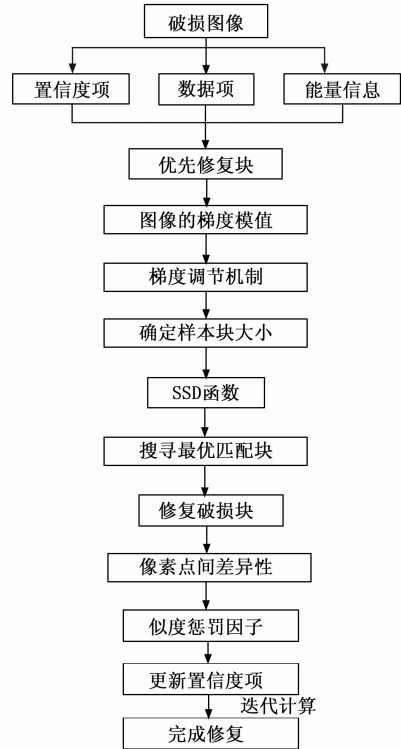 破损图像
置信度项
数据项
能量信息
优先修复块
图像的梯度模值
梯度调节机制
确定样本块大小
SSD函数
搜寻最优匹配块
修复破损块
像素点间差异性
似度惩罚因子
更新置信度项
迭代计算
完成修复